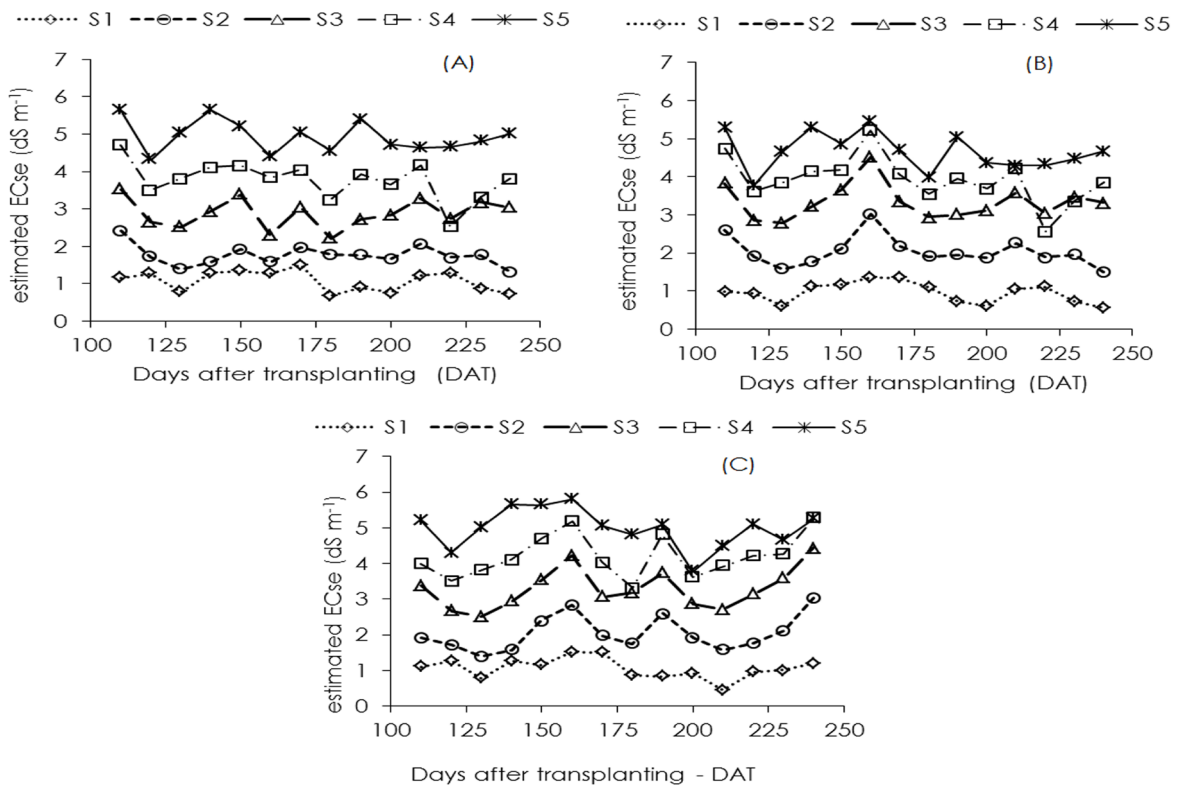 S1 S2 S3 S4 S5
(A)
estimated ECse (dS m⁻¹)
7
6
5
4
3
2
1
0
100 125 150 175 200 225 250
Days after transplanting (DAT)
S1 S2 S3 S4 S5
(B)
estimated ECse (dS m⁻¹)
7
6
5
4
3
2
1
0
100 125 150 175 200 225 250
Days after transplanting (DAT)
S1 S2 S3 S4 S5
(C)
estimated ECse (dS m⁻¹)
7
6
5
4
3
2
1
0
100 125 150 175 200 225 250
Days after transplanting - DAT